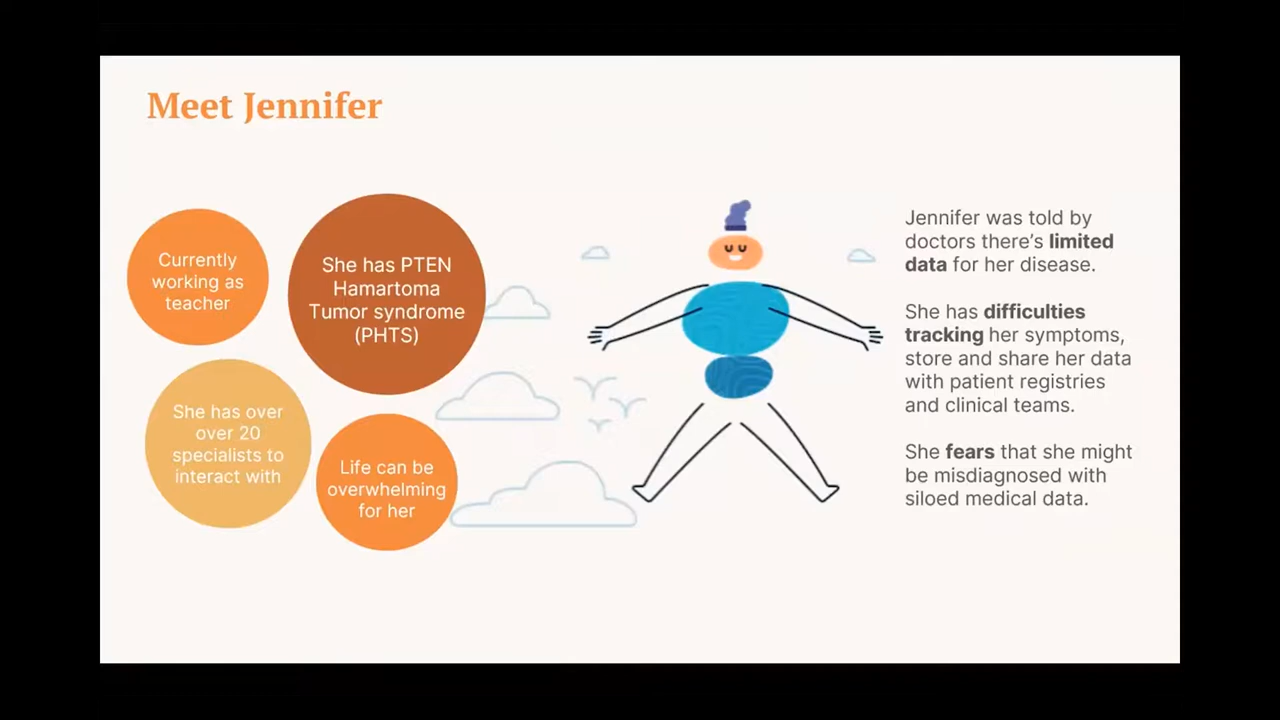 Meet Jennifer
Currently
working as
teacher
She has PTEN
Hamartoma
Tumor syndrome
(PHTS)
She has over
over 20
specialists to
interact with
Life can be
overwhelming
for her
Jennifer was told by
doctors there's limited
data for her disease.
She has difficulties
tracking her symptoms,
store and share her data
with patient registries
and clinical teams.
She fears that she might
be misdiagnosed with
siloed medical data.